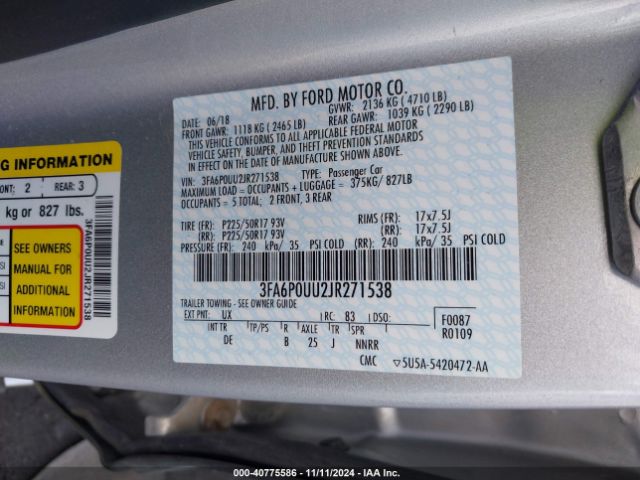 MFD. BY FORD MOTOR CO.
DATE: 06/18 GVWR: 2136 KG ( 4710 LB)
FRONT GAWR: 1118 KG ( 2465 LB) REAR GAWR: 1039 KG ( 2290 LB)
THIS VEHICLE CONFORMS TO ALL APPLICABLE FEDERAL MOTOR
VEHICLE SAFETY, BUMPER, AND THEFT PREVENTION STANDARDS
IN EFFECT ON THE DATE OF MANUFACTURE SHOWN ABOVE.
VIN: 3FA6P0UU2JR271538 TYPE: Passenger Car
MAXIMUM LOAD = OCCUPANTS + LUGGAGE = 375KG/ 827LB
OCCUPANTS = 5 TOTAL: 2 FRONT, 3 REAR
TIRE (FR): P225/50R17 93V RIMS (FR): 17x7.5J
(RR): P225/50R17 93V (RR): 17x7.5J
PRESSURE (FR): 240 kPa/ 35 PSI COLD (RR): 240 kPa/ 35 PSI COLD
3FA6P0UU2JR271538
TRAILER TOWING - SEE OWNER GUIDE
EXT PNT: UX RC: 83 DSO: F0087
INT TR TP/PS R AXLE TR SPR R0109
DE B 25 J NNRR
CMC 5U5A-5420472-AA
G INFORMATION
ONT: 2 REAR: 3
kg or 827 lbs.
SEE OWNERS
MANUAL FOR
ADDITIONAL
INFORMATION
3FA6P0UU2JR271538
000-40775586 - 11/11/2024 - IAA Inc.